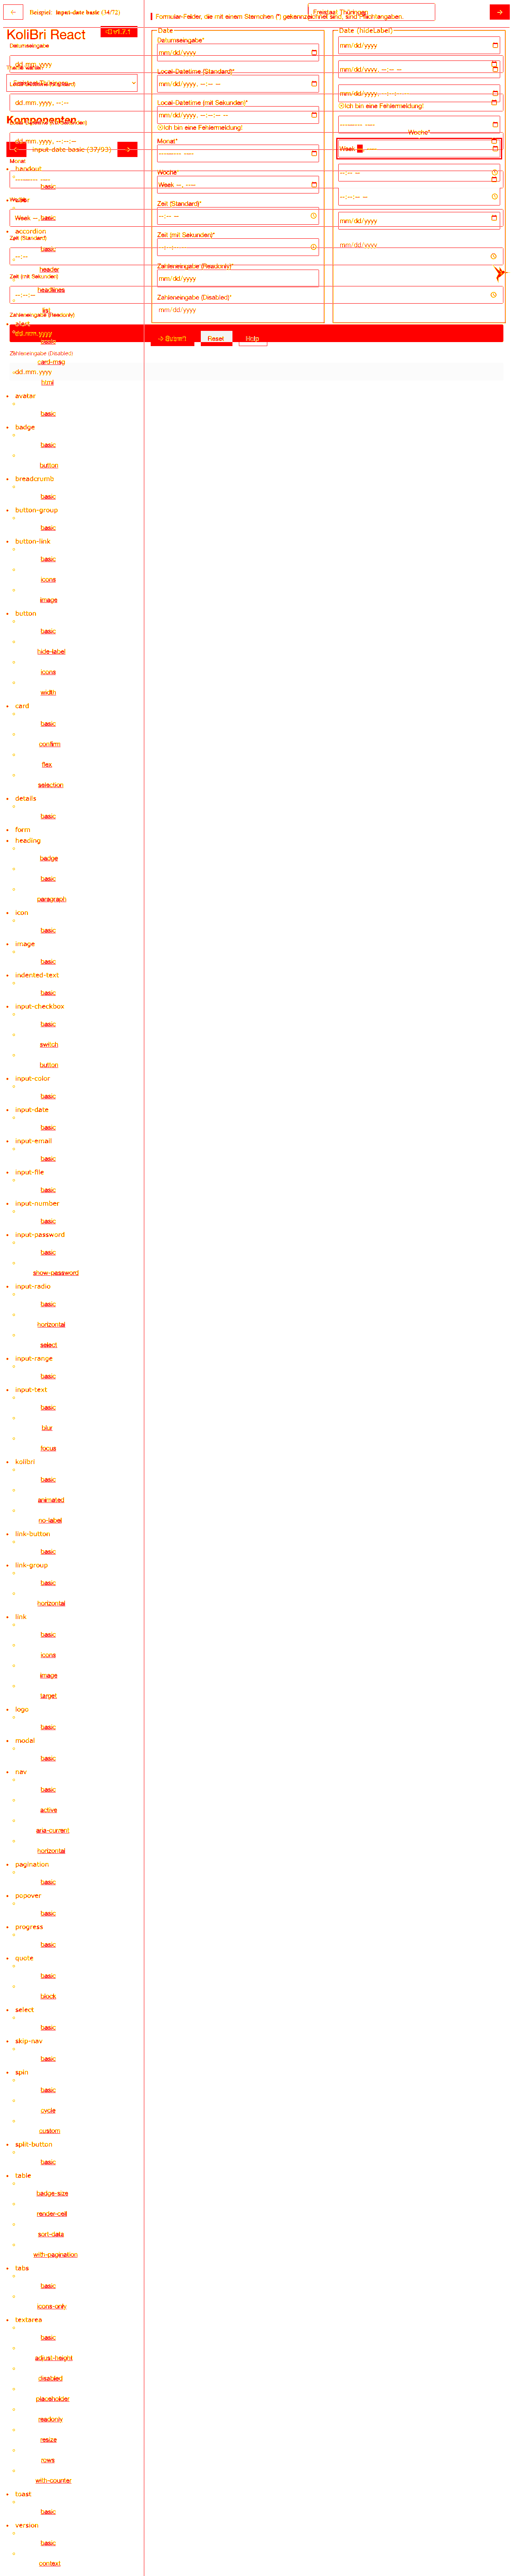 ← Beispiel: input-date basic (34/72)
Formular-Felder, die mit einem Sternchen (*) gekennzeichnet sind, sind Pflichtangaben.
Freistaat Thüringen
→
KoliBri React
v1.7.1
Datumseingabe
dd.mm.yyyy
dd.mm.yyyy, --:--
Komponenten
← input-date basic (37/93) →
Monat
--------- ----
Week --, ----
Zeit (Standard)
--:--
Zeit (mit Sekunden)
--:--:--
Zahleneingabe (Readonly)
dd.mm.yyyy
Zahleneingabe (Disabled)
dd.mm.yyyy
Date
Datumseingabe*
mm/dd/yyyy
Local-Datetime (Standard)*
mm/dd/yyyy, --:-- --
Local-Datetime (mit Sekunden)*
mm/dd/yyyy, --:--:-- --
Ich bin eine Fehlermeldung!
Monat*
--------- ----
Woche*
Week --, ----
Zeit (Standard)*
--:-- --
Zeit (mit Sekunden)*
Zahleneingabe (Readonly)*
mm/dd/yyyy
Zahleneingabe (Disabled)*
mm/dd/yyyy
Reset
Help
Date (hideLabel)
mm/dd/yyyy
mm/dd/yyyy, --:-- --
mm/dd/yyyy, --:--:-- --
Ich bin eine Fehlermeldung!
--------- ----
Woche*
Week
--:-- --
--:--:-- --
mm/dd/yyyy
mm/dd/yyyy
handout
basic
basic
accordion
basic
header
headlines
list
basic
card-msg
html
avatar
basic
badge
basic
button
breadcrumb
basic
button-group
basic
button-link
basic
icons
image
button
basic
hide-label
icons
width
card
basic
confirm
flex
selection
details
basic
form
heading
badge
basic
paragraph
icon
basic
image
basic
indented-text
basic
input-checkbox
basic
switch
button
input-color
basic
input-date
basic
input-email
basic
input-file
basic
input-number
basic
input-password
basic
show-password
input-radio
basic
horizontal
select
input-range
basic
input-text
basic
blur
focus
kolibri
basic
animated
no-label
link-button
basic
link-group
basic
horizontal
link
basic
icons
image
target
logo
basic
modal
basic
nav
basic
active
aria-current
horizontal
pagination
basic
popover
basic
progress
basic
quote
basic
block
select
basic
skip-nav
basic
spin
basic
cycle
custom
split-button
basic
table
badge-size
render-cell
sort-data
with-pagination
tabs
basic
icons-only
textarea
basic
adjust-height
disabled
placeholder
readonly
resize
rows
with-counter
toast
basic
version
basic
context